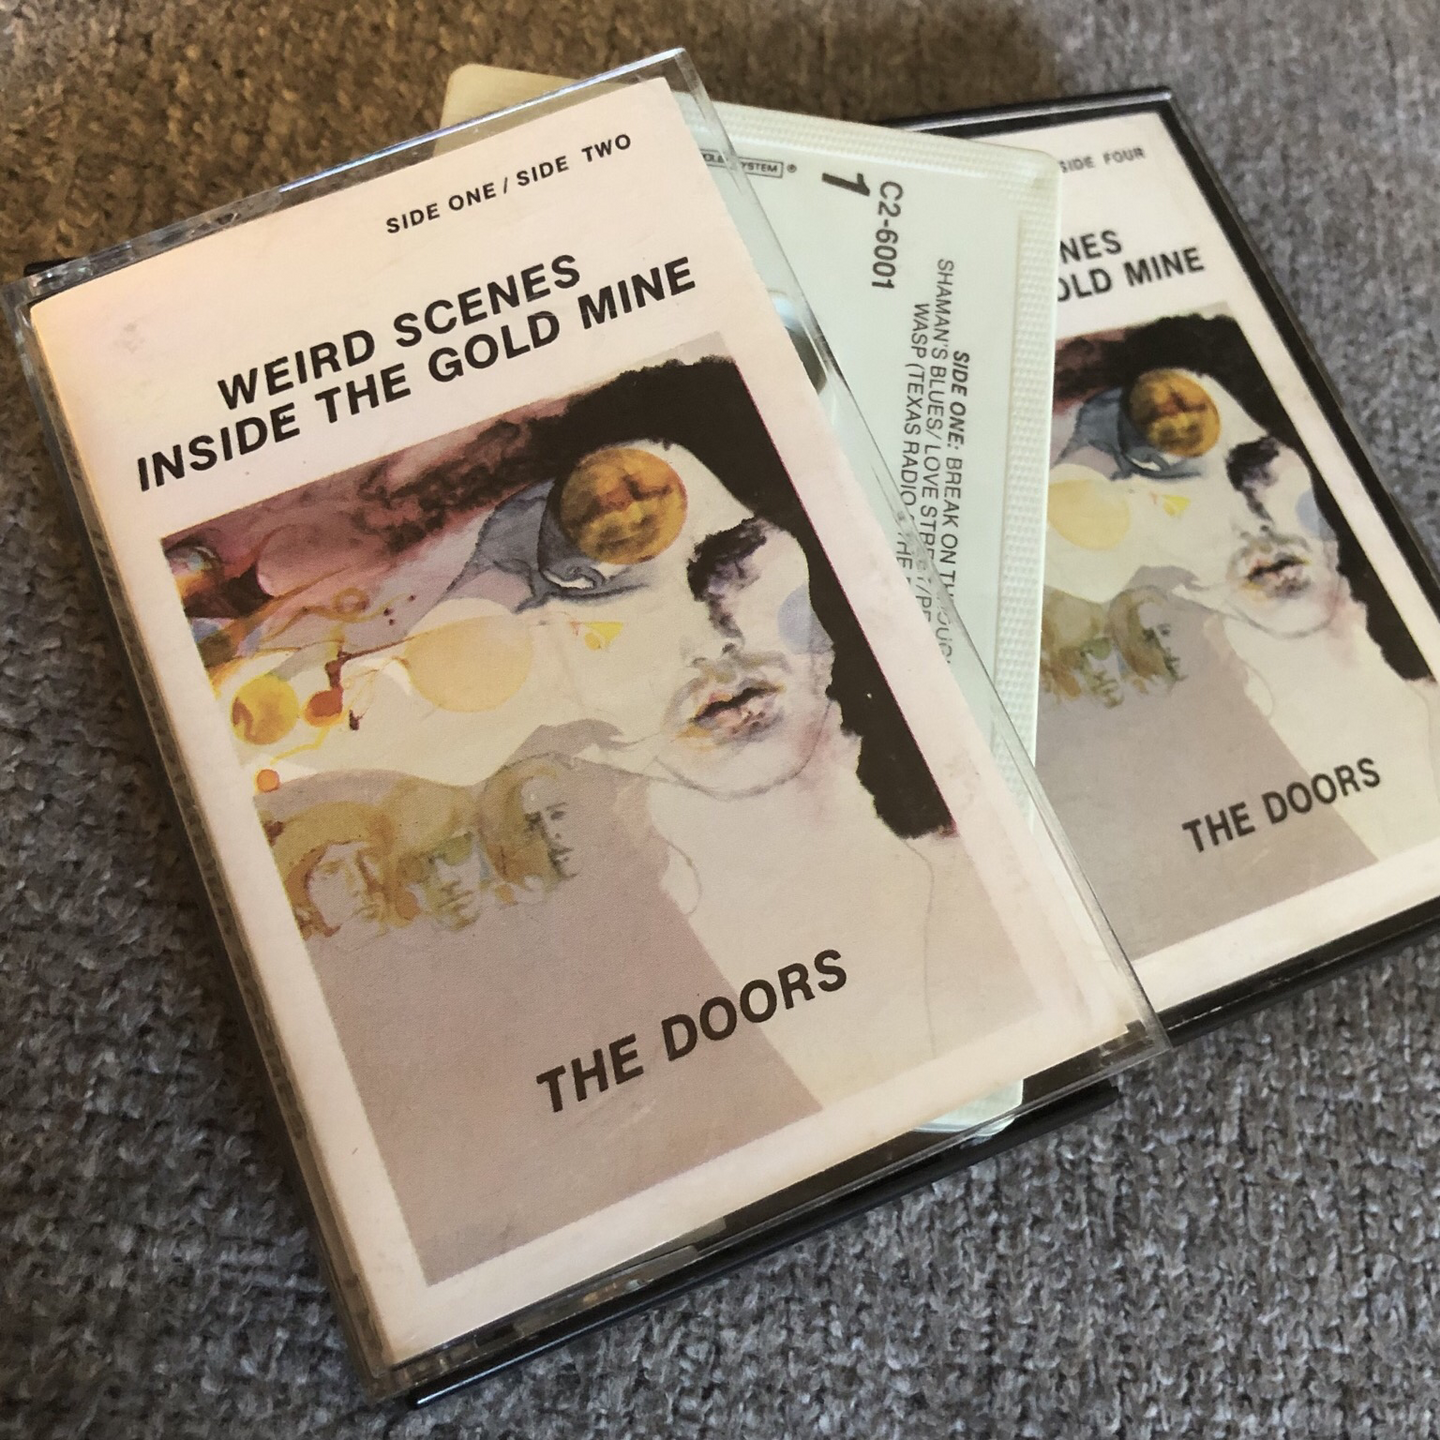 SIDE ONE / SIDE TWO
WEIRD SCENES
INSIDE THE GOLD MINE
THE DOORS
SYSTEM®
1
C2-6001
SIDE ONE: BREAK ON
SHAMAN'S BLUES/ LOVE
WASP (TEXAS RADIO
SIDE FOUR
NES
OLD MINE
THE DOORS